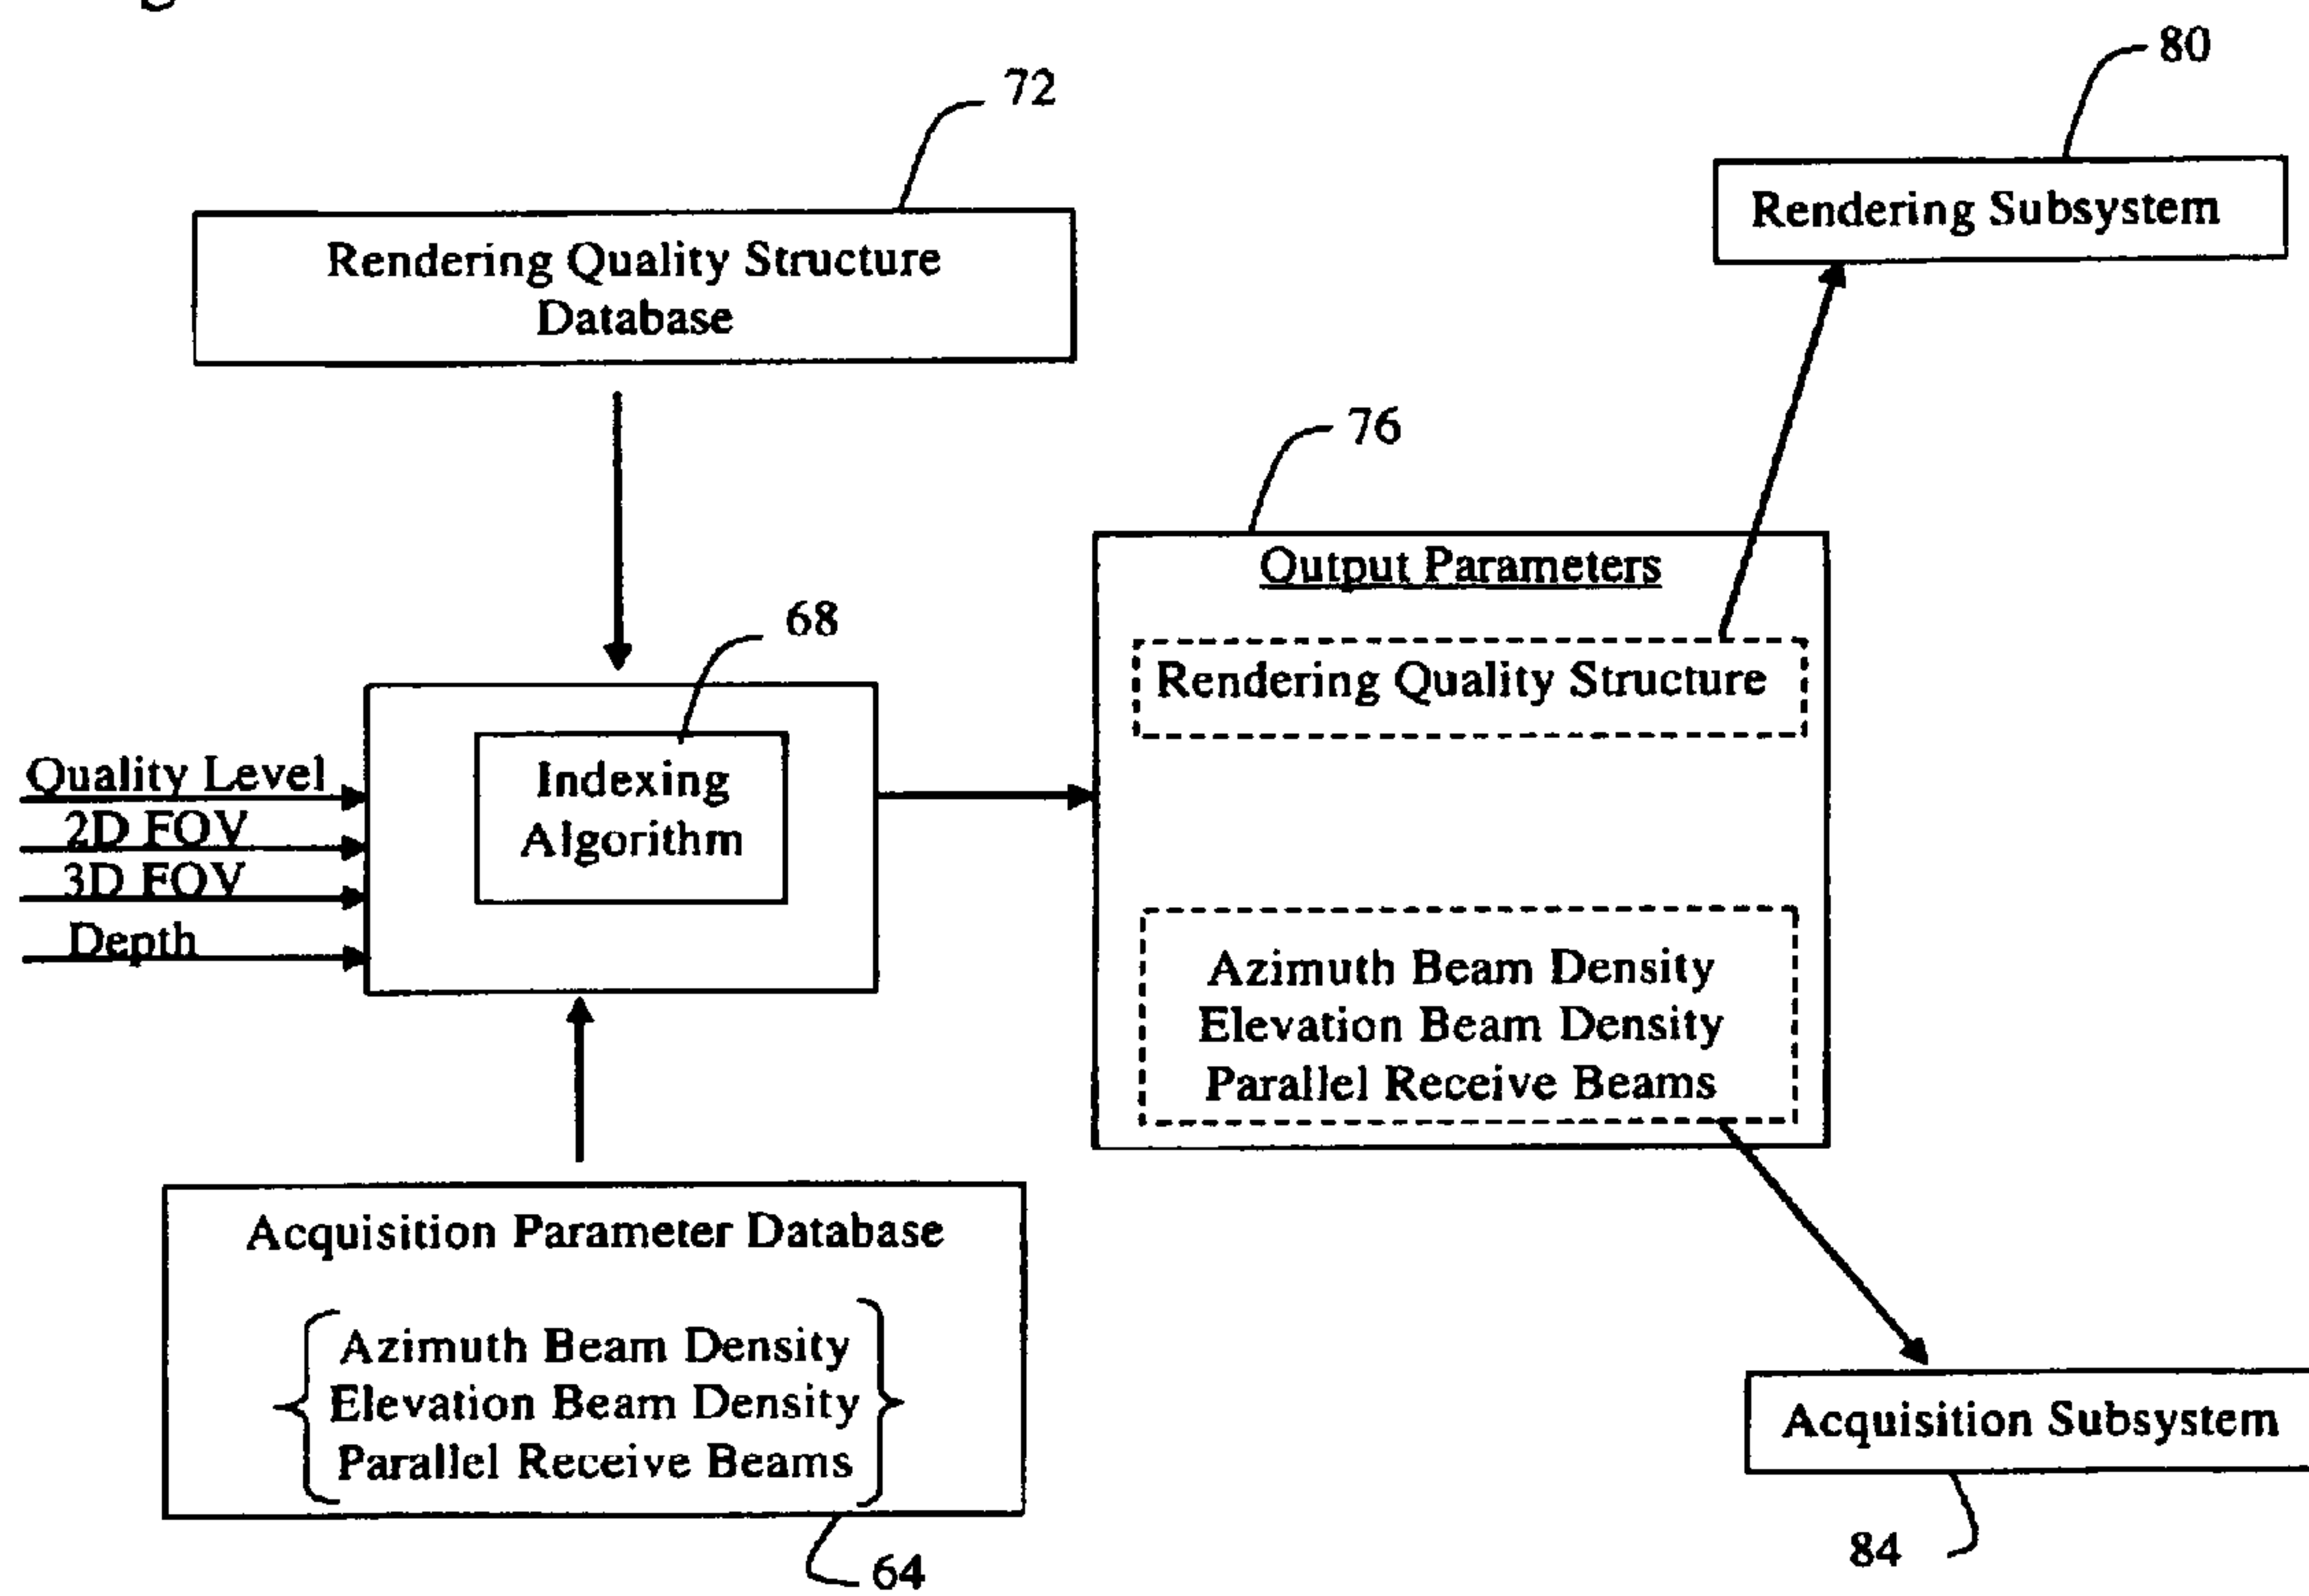 80
72
Rendering Subsystem
Rendering Quality Structure
Database
76
Output Parameters
68
Rendering Quality Structure
Quality Level
2D FOV
3D FOV
Depth
Indexing
Algorithm
Azimuth Beam Density
Elevation Beam Density
Parallel Receive Beams
Acquisition Parameter Database
Azimuth Beam Density
Elevation Beam Density
Parallel Receive Beams
64
Acquisition Subsystem
84